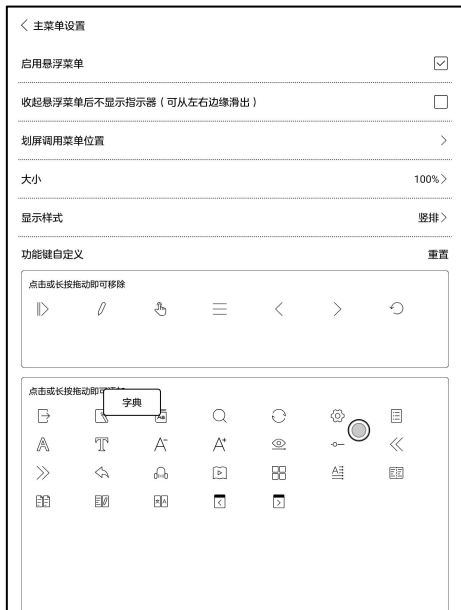 主菜单设置
启用悬浮菜单
收起悬浮菜单后不显示指示器（可从左右边缘滑出）
划屏调用菜单位置
大小 100%
显示样式 竖排
功能键自定义 重置
点击或长按拖动即可移除
点击或长按拖动即可
字典